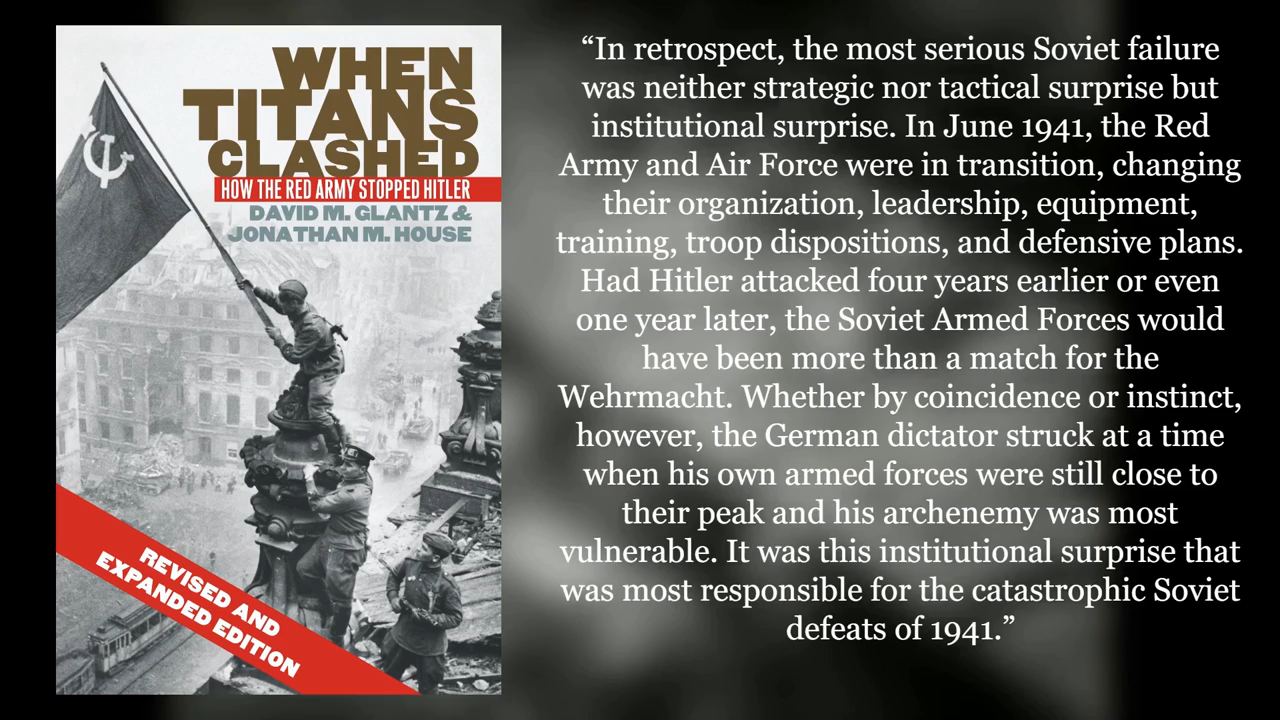 WHEN
TITANS
CLASHED
HOW THE RED ARMY STOPPED HITLER
DAVID M. GLANTZ &
JONATHAN M. HOUSE
REVISED AND
EXPANDED EDITION
“In retrospect, the most serious Soviet failure
was neither strategic nor tactical surprise but
institutional surprise. In June 1941, the Red
Army and Air Force were in transition, changing
their organization, leadership, equipment,
training, troop dispositions, and defensive plans.
Had Hitler attacked four years earlier or even
one year later, the Soviet Armed Forces would
have been more than a match for the
Wehrmacht. Whether by coincidence or instinct,
however, the German dictator struck at a time
when his own armed forces were still close to
their peak and his archenemy was most
vulnerable. It was this institutional surprise that
was most responsible for the catastrophic Soviet
defeats of 1941.”